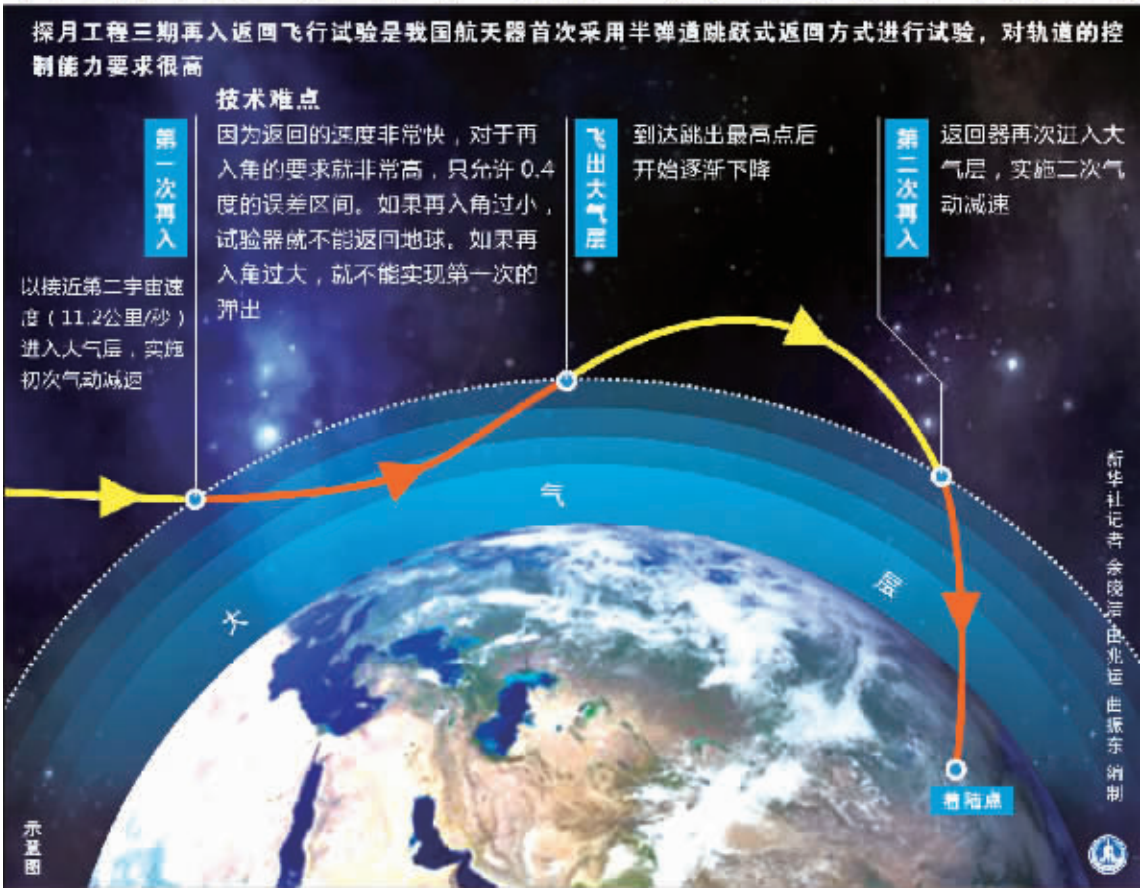 探月工程三期再入返回飞行试验是我国航天器首次采用半弹道跳跃式返回方式进行试验，对轨道的控
制能力要求很高
第一次再入
以接近第二宇宙速
度（11.2公里/秒）
进入大气层，实施
初次气动减速
技术难点
因为返回的速度非常快，对于再
入角的要求就非常高，只允许0.4
度的误差区间。如果再入角过小，
试验器就不能返回地球。如果再
入角过大，就不能实现第一次的
弹出
飞出大气层
到达跳出最高点后
开始逐渐下降
第二次再入
返回器再次进入大
气层，实施二次气
动减速
大气层
着陆点
示意图
新华社记者 余晓洁 田兆运 曲振东 编制